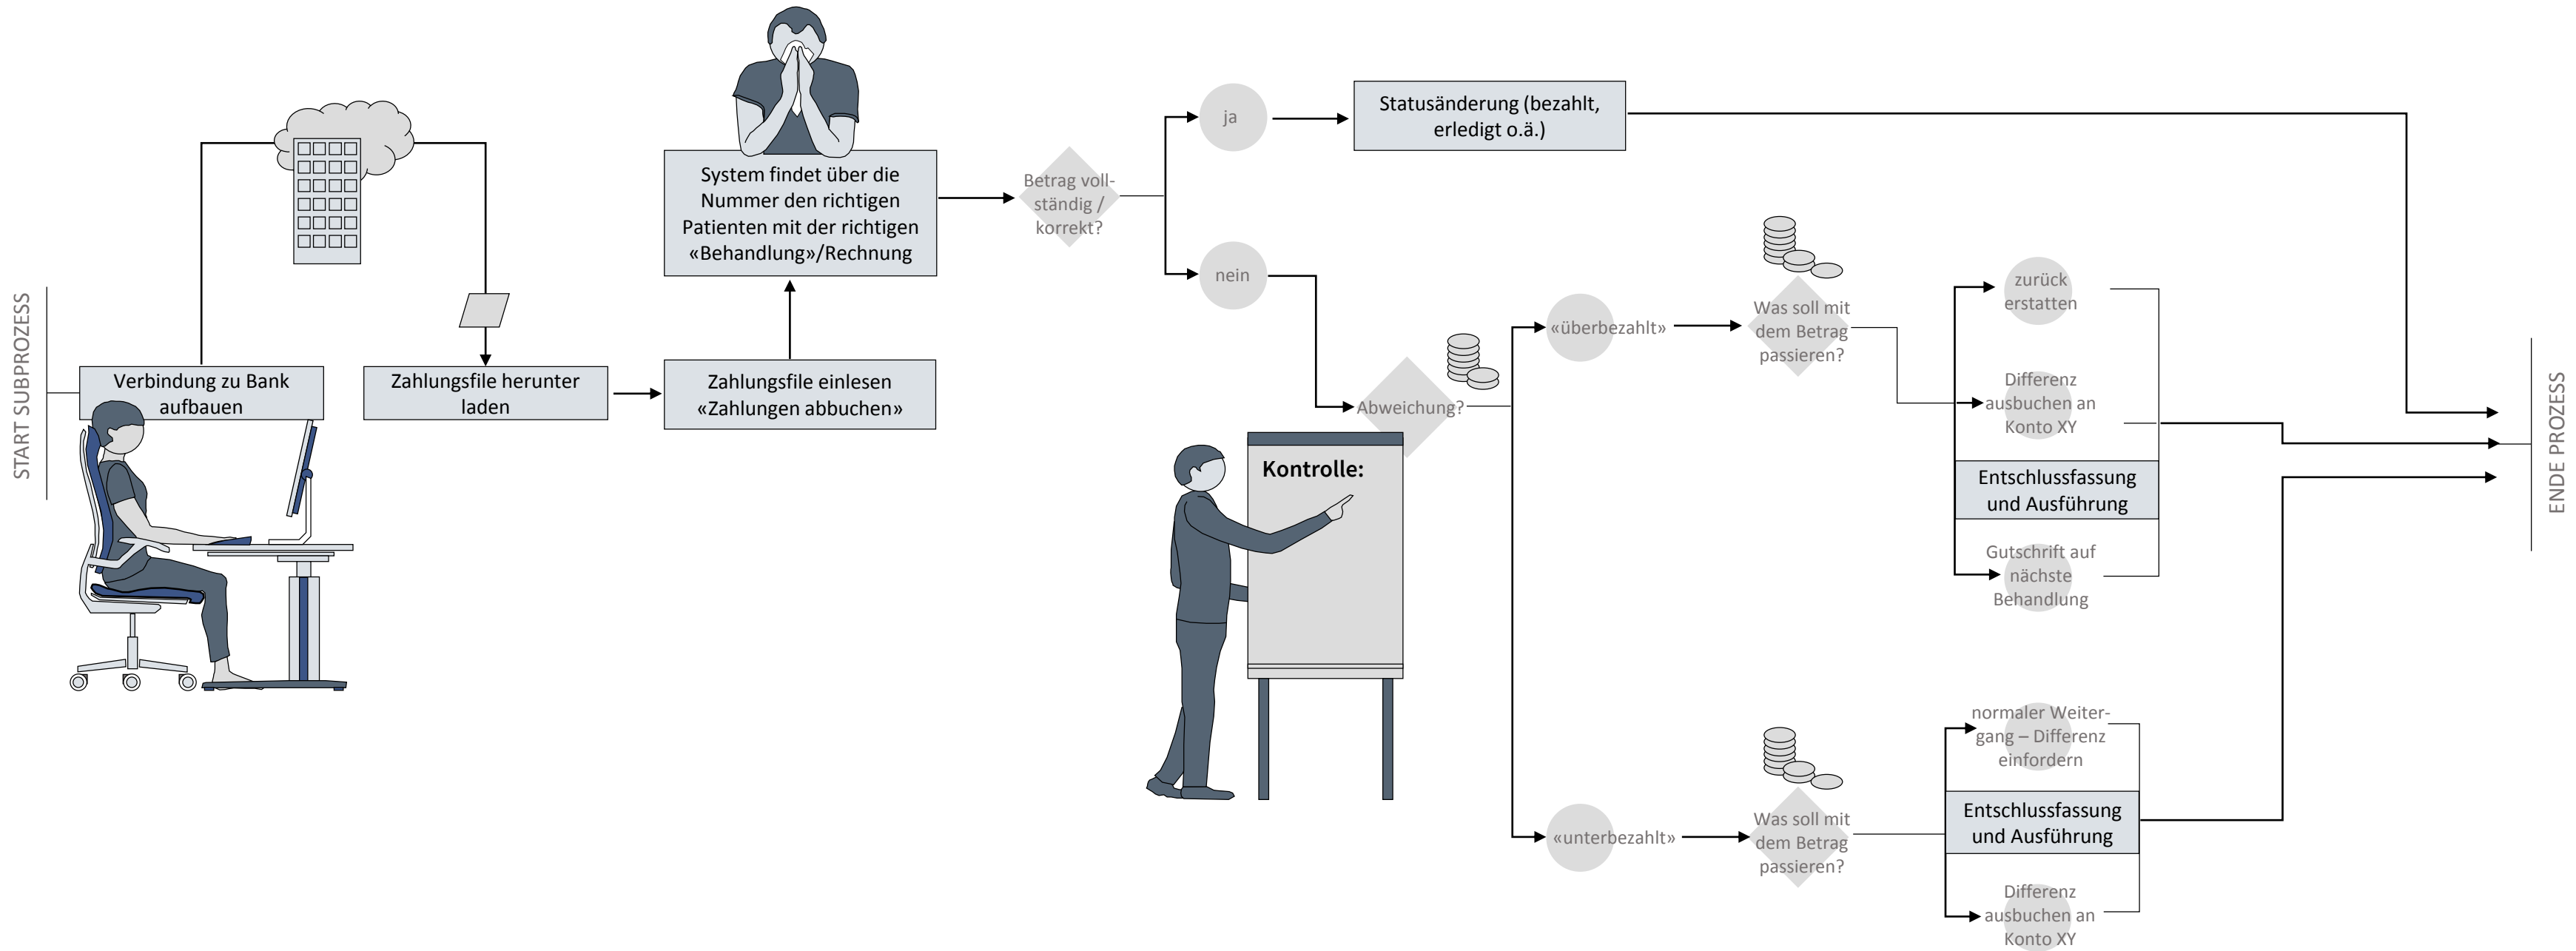 START SUBPROZESS
Verbindung zu Bank
aufbauen
Zahlungsfile herunter
laden
Zahlungsfile einlesen
«Zahlungen abbuchen»
System findet über die
Nummer den richtigen
Patienten mit der richtigen
«Behandlung»/Rechnung
Betrag voll-
ständig /
korrekt?
ja
Statusänderung (bezahlt,
erledigt o.ä.)
nein
Abweichung?
Kontrolle:
«überbezahlt»
Was soll mit
dem Betrag
passieren?
zurück
erstatten
Differenz
ausbuchen an
Konto XY
Entschlussfassung
und Ausführung
Gutschrift auf
nächste
Behandlung
«unterbezahlt»
Was soll mit
dem Betrag
passieren?
normaler Weiter-
gang – Differenz
einfordern
Entschlussfassung
und Ausführung
Differenz
ausbuchen an
Konto XY
ENDE PROZESS